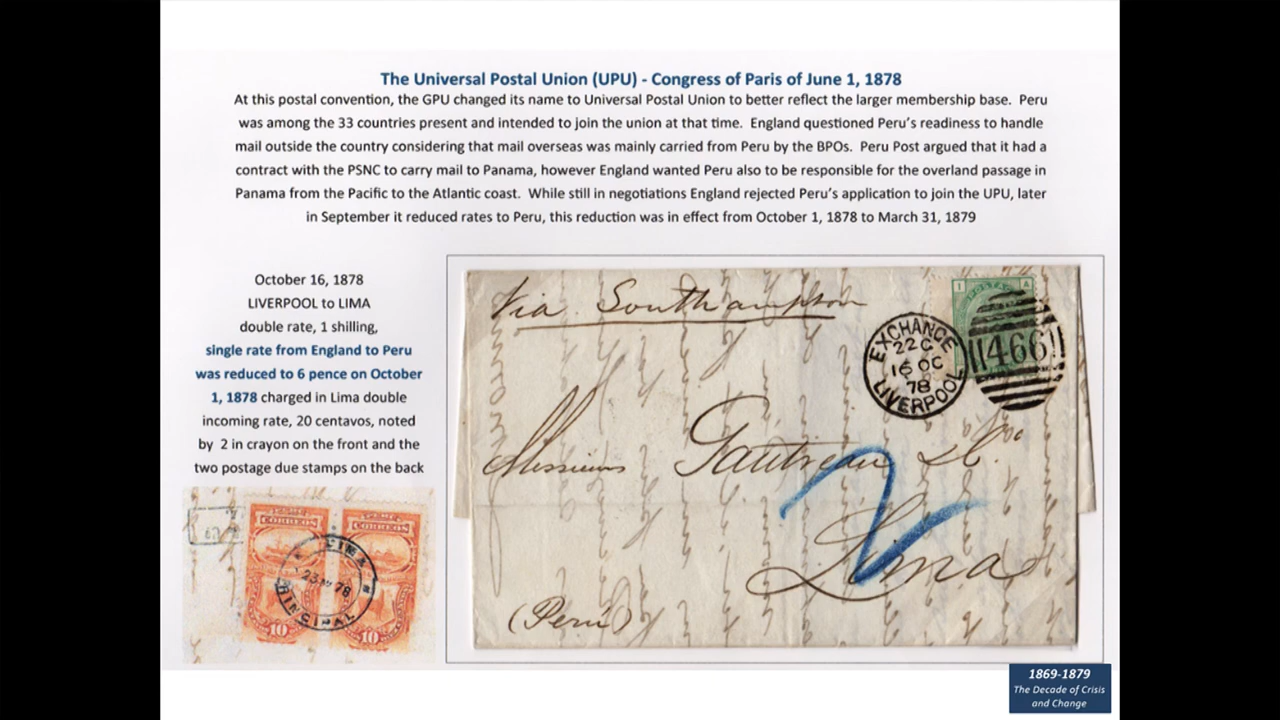 The Universal Postal Union (UPU) - Congress of Paris of June 1, 1878
At this postal convention, the GPU changed its name to Universal Postal Union to better reflect the larger membership base. Peru
was among the 33 countries present and intended to join the union at that time. England questioned Peru's readiness to handle
mail outside the country considering that mail overseas was mainly carried from Peru by the BPOs. Peru Post argued that it had a
contract with the PSNC to carry mail to Panama, however England wanted Peru also to be responsible for the overland passage in
Panama from the Pacific to the Atlantic coast. While still in negotiations England rejected Peru's application to join the UPU, later
in September it reduced rates to Peru, this reduction was in effect from October 1, 1878 to March 31, 1879
October 16, 1878
LIVERPOOL to LIMA
double rate, 1 shilling,
single rate from England to Peru
was reduced to 6 pence on October
1, 1878 charged in Lima double
incoming rate, 20 centavos, noted
by 2 in crayon on the front and the
two postage due stamps on the back
CORREOS
CORREOS
LIMA
23 78
PRINCIPAL
10
10
Via Southampton
I POSTAGE A
EXCHANGE
22C
16 OC
78
LIVERPOOL
466
Messieurs Gautreau &Co
2
Lima
(Perú)
1869-1879
The Decade of Crisis
and Change